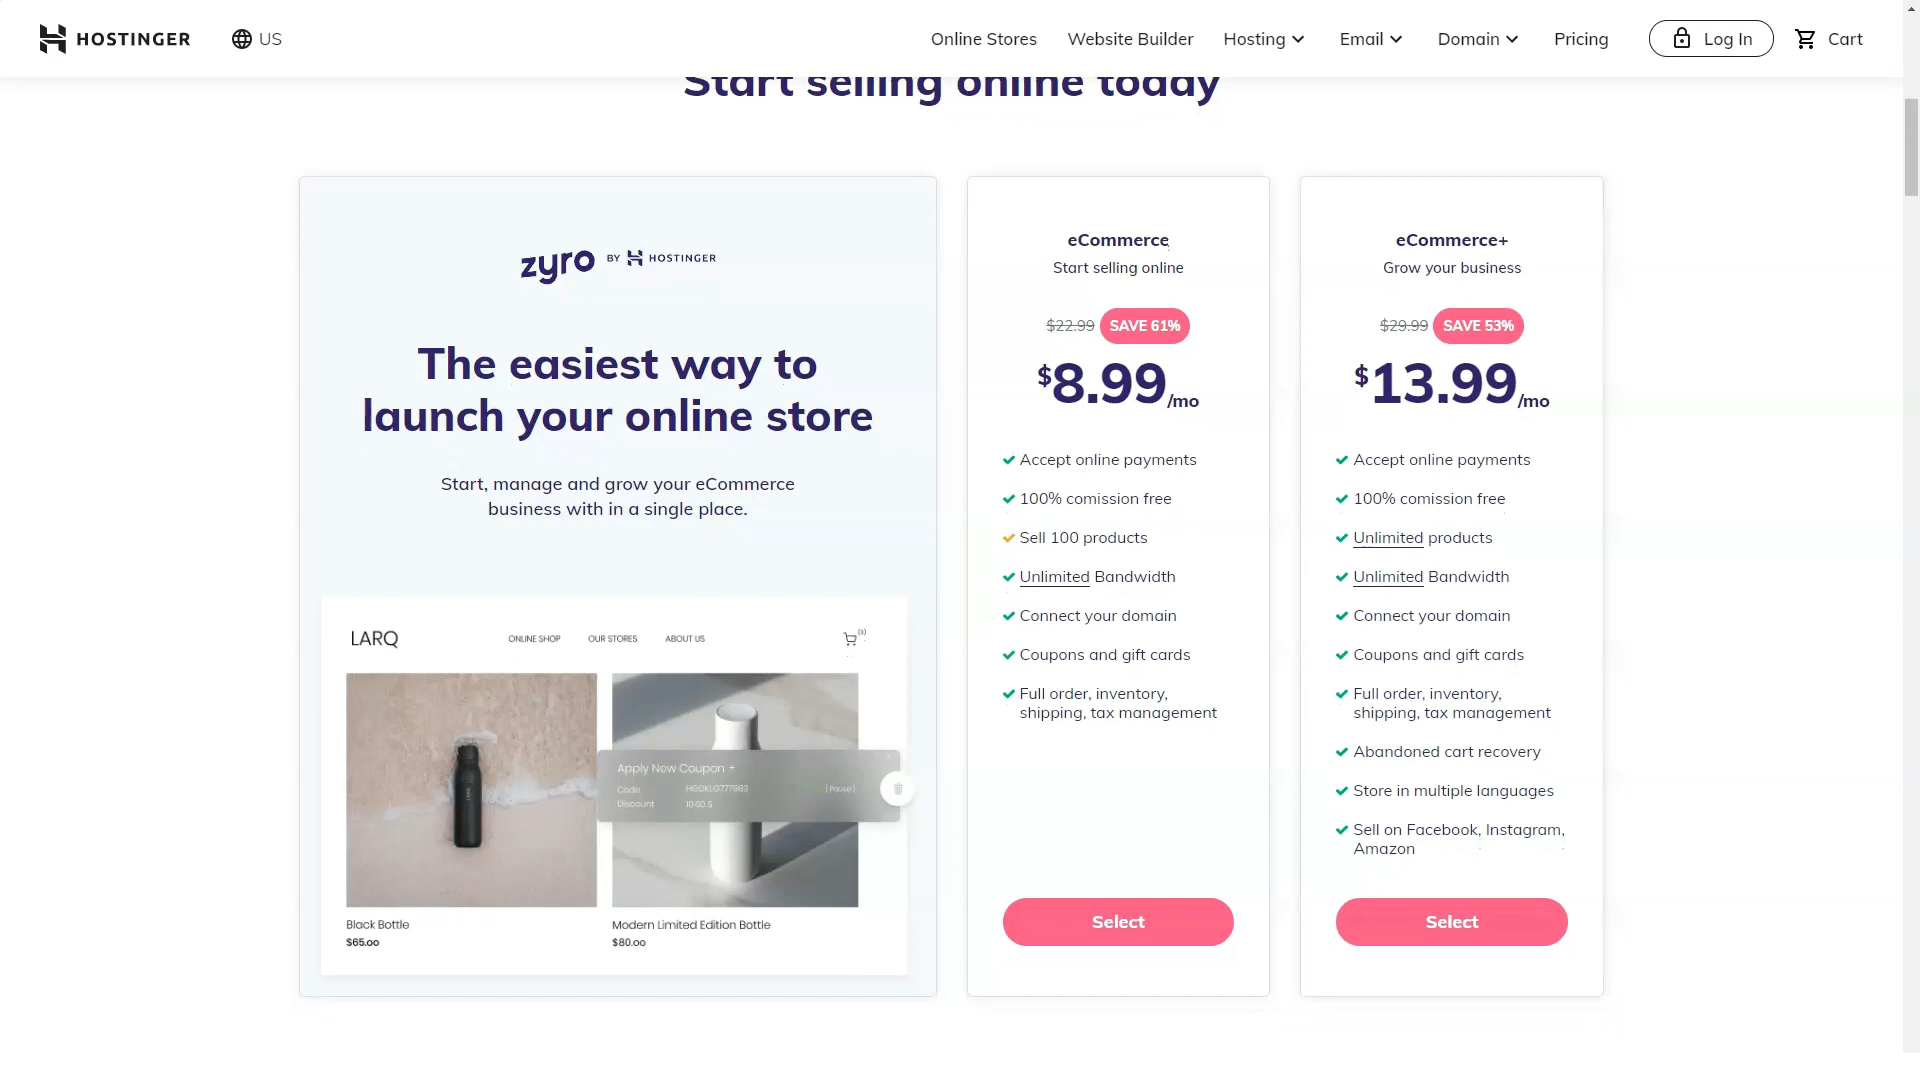 HOSTINGER
US
Online Stores
Website Builder
Hosting
Email
Domain
Pricing
Log In
Cart
Start selling online today
zyro BY HOSTINGER
The easiest way to
launch your online store
Start, manage and grow your eCommerce
business with in a single place.
LARQ
ONLINE SHOP
OUR STORES
ABOUT US
Apply New Coupon +
Discount
10.00 $
| Pause |
Black Bottle
$65.oo
Modern Limited Edition Bottle
$80.oo
eCommerce
Start selling online
$22.99 SAVE 61%
$8.99/mo
Accept online payments
100% comission free
Sell 100 products
Unlimited Bandwidth
Connect your domain
Coupons and gift cards
Full order, inventory,
shipping, tax management
Select
eCommerce+
Grow your business
$29.99 SAVE 53%
$13.99/mo
Accept online payments
100% comission free
Unlimited products
Unlimited Bandwidth
Connect your domain
Coupons and gift cards
Full order, inventory,
shipping, tax management
Abandoned cart recovery
Store in multiple languages
Sell on Facebook, Instagram,
Amazon
Select